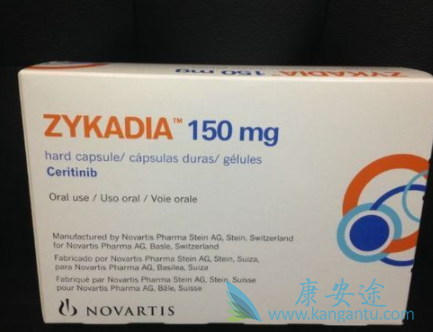 150 mg
ZYKADIA™ 150 mg
hard capsule/ cápsulas duras/ gélules
Ceritinib
Oral use / Uso oral / Voie orale
Manufactured by Novartis Pharma Stein AG, Stein, Switzerland
for Novartis Pharma AG, Basle, Switzerland
Fabricado por Novartis Pharma Stein AG, Stein, Suiza,
para Novartis Pharma AG, Basilea, Suiza
Fabriqué par Novartis Pharma Stein AG, Stein, Suisse
pour Novartis Pharma AG, Bâle, Suisse
NOVARTIS
康安途
www.kangantu.com